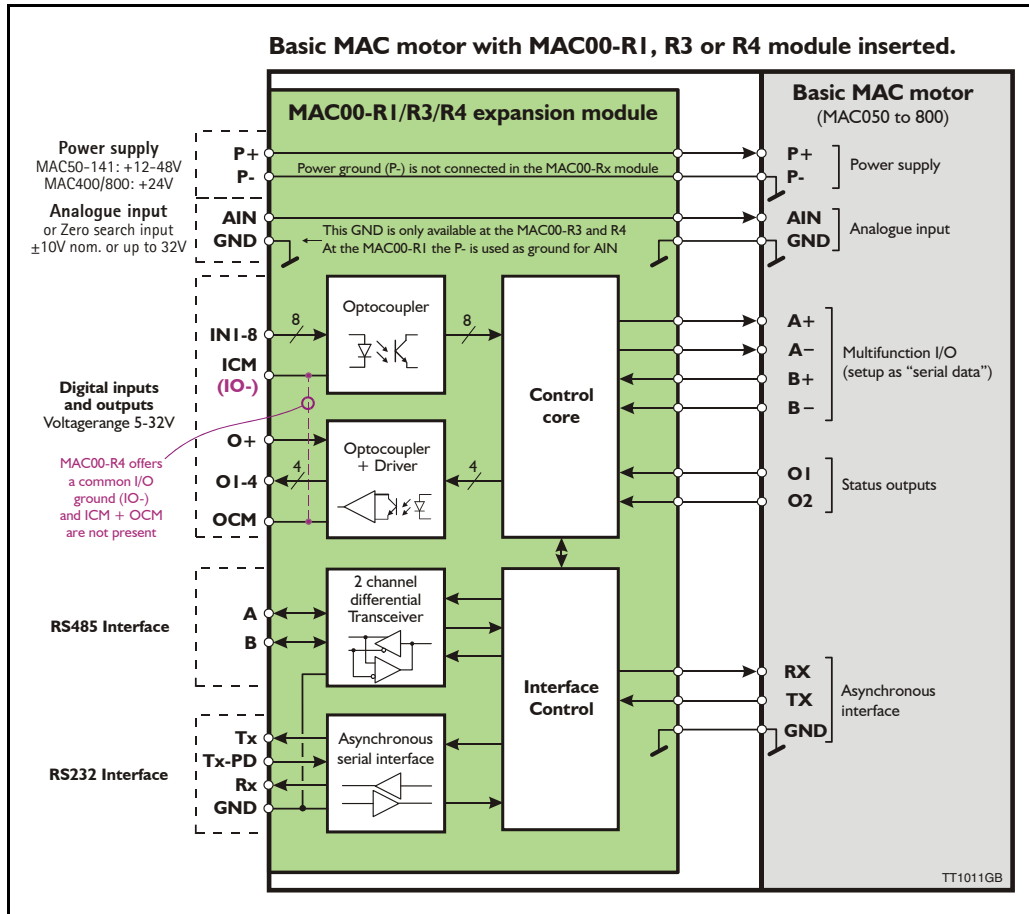 Basic MAC motor with MAC00-R1, R3 or R4 module inserted.
MAC00-R1/R3/R4 expansion module
Basic MAC motor
(MAC050 to 800)
Power supply
MAC50-141: +12-48V
MAC400/800: +24V
P+
P-
Power ground (P-) is not connected in the MAC00-Rx module
P+
P-
Power supply
Analogue input
or Zero search input
±10V nom. or up to 32V
AIN
GND
This GND is only available at the MAC00-R3 and R4
At the MAC00-R1 the P- is used as ground for AIN
AIN
GND
Analogue input
Digital inputs
and outputs
Voltagerange 5-32V
MAC00-R4 offers
a common I/O
ground (IO-)
and ICM + OCM
are not present
IN1-8
ICM
(IO-)
O+
O1-4
OCM
8
Optocoupler
8
4
Optocoupler
+ Driver
4
Control
core
A+
A−
B+
B−
Multifunction I/O
(setup as “serial data”)
O1
O2
Status outputs
RS485 Interface
A
B
2 channel
differential
Transceiver
Interface
Control
RS232 Interface
Tx
Tx-PD
Rx
GND
Asynchronous
serial interface
RX
TX
GND
Asynchronous
interface
TT1011GB